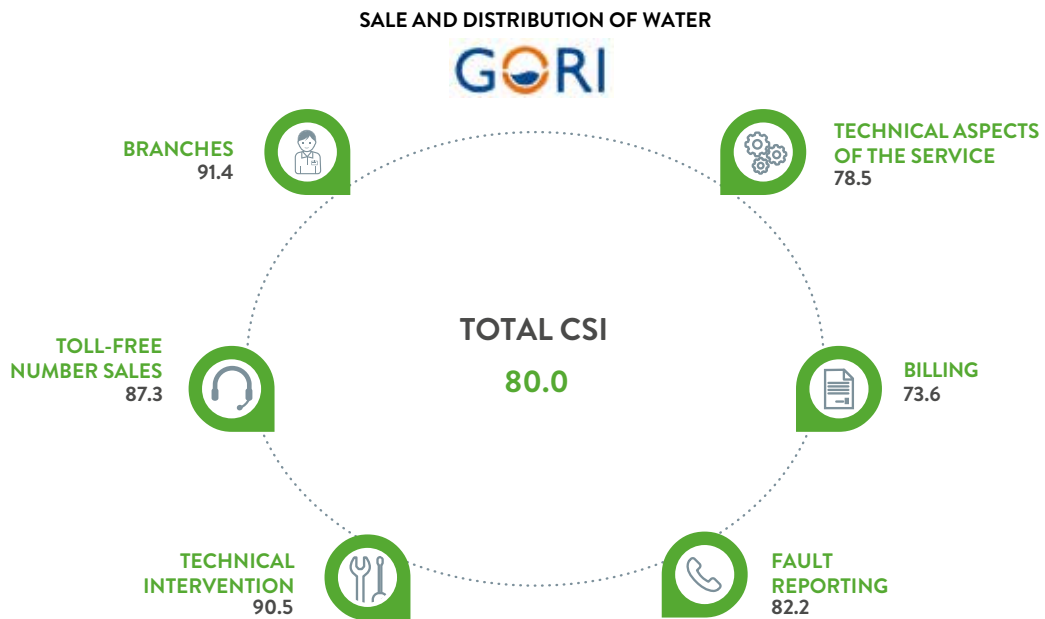 SALE AND DISTRIBUTION OF WATER
GORI
BRANCHES
91.4
TECHNICAL ASPECTS
OF THE SERVICE
78.5
TOTAL CSI
80.0
TOLL-FREE
NUMBER SALES
87.3
BILLING
73.6
TECHNICAL
INTERVENTION
90.5
FAULT
REPORTING
82.2